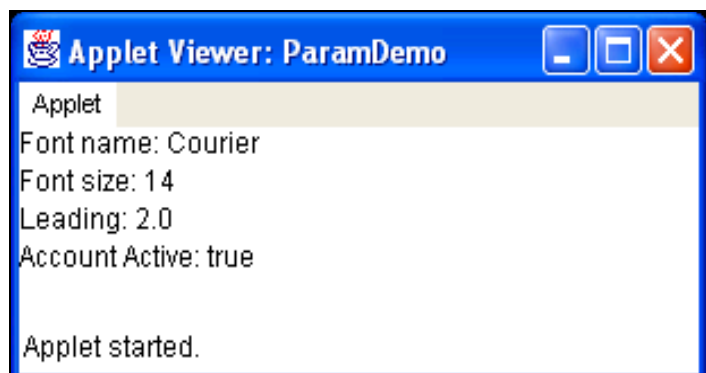 Applet Viewer: ParamDemo
Applet
Font name: Courier
Font size: 14
Leading: 2.0
Account Active: true
Applet started.